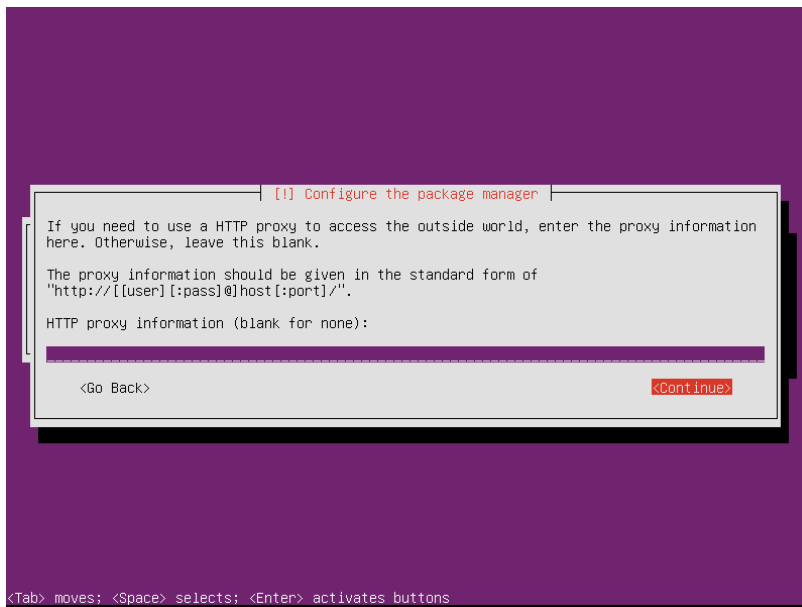 [!] Configure the package manager
If you need to use a HTTP proxy to access the outside world, enter the proxy information
here. Otherwise, leave this blank.
The proxy information should be given in the standard form of
"http://[[user][:pass]@]host[:port]/".
HTTP proxy information (blank for none):
<Go Back>
<Continue>
<Tab> moves; <Space> selects; <Enter> activates buttons